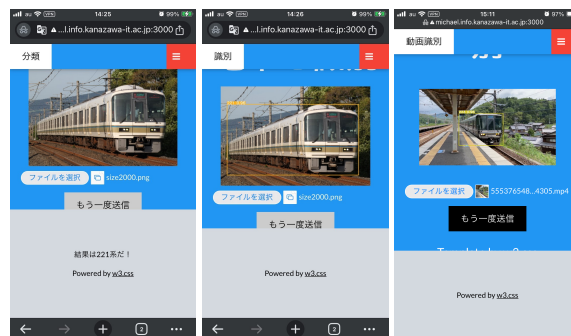 au 14:25 99%
...l.info.kanazawa-it.ac.jp:3000
分類
ファイルを選択 size2000.png
もう一度送信
結果は221系だ！
Powered by w3.css
2
au 14:26 99%
...l.info.kanazawa-it.ac.jp:3000
識別
ファイルを選択 size2000.png
もう一度送信
Powered by w3.css
2
au 15:11 97%
michael.info.kanazawa-it.ac.jp:3000
動画識別
ファイルを選択 555376548...4305.mp4
もう一度送信
Powered by w3.css